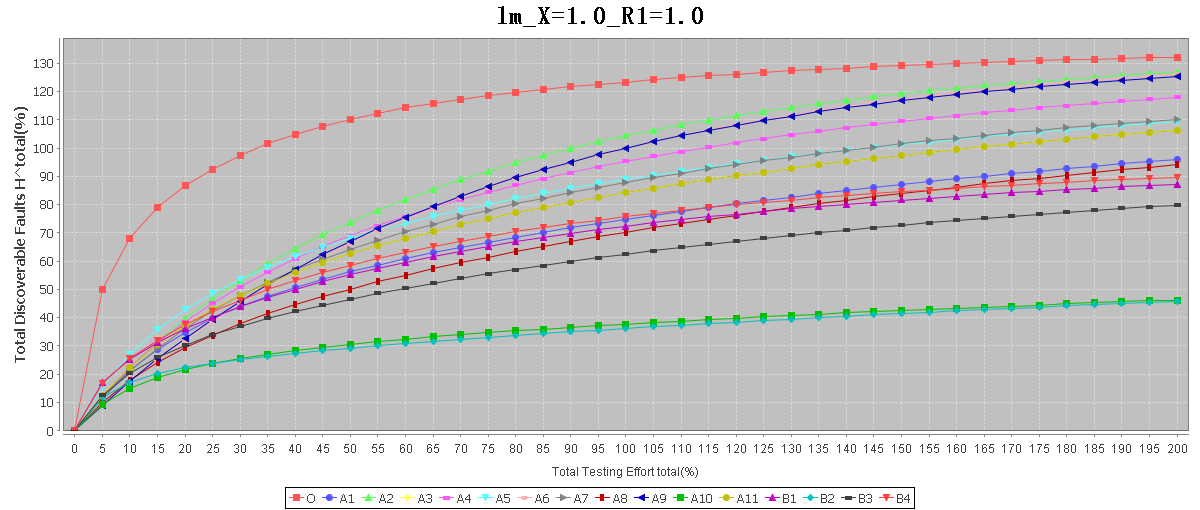 lm_X=1.0_R1=1.0
Total Discoverable Faults H^total(%)
130
120
110
100
90
80
70
60
50
40
30
20
10
0
0 5 10 15 20 25 30 35 40 45 50 55 60 65 70 75 80 85 90 95 100 105 110 115 120 125 130 135 140 145 150 155 160 165 170 175 180 185 190 195 200
Total Testing Effort total(%)
O A1 A2 A3 A4 A5 A6 A7 A8 A9 A10 A11 B1 B2 B3 B4